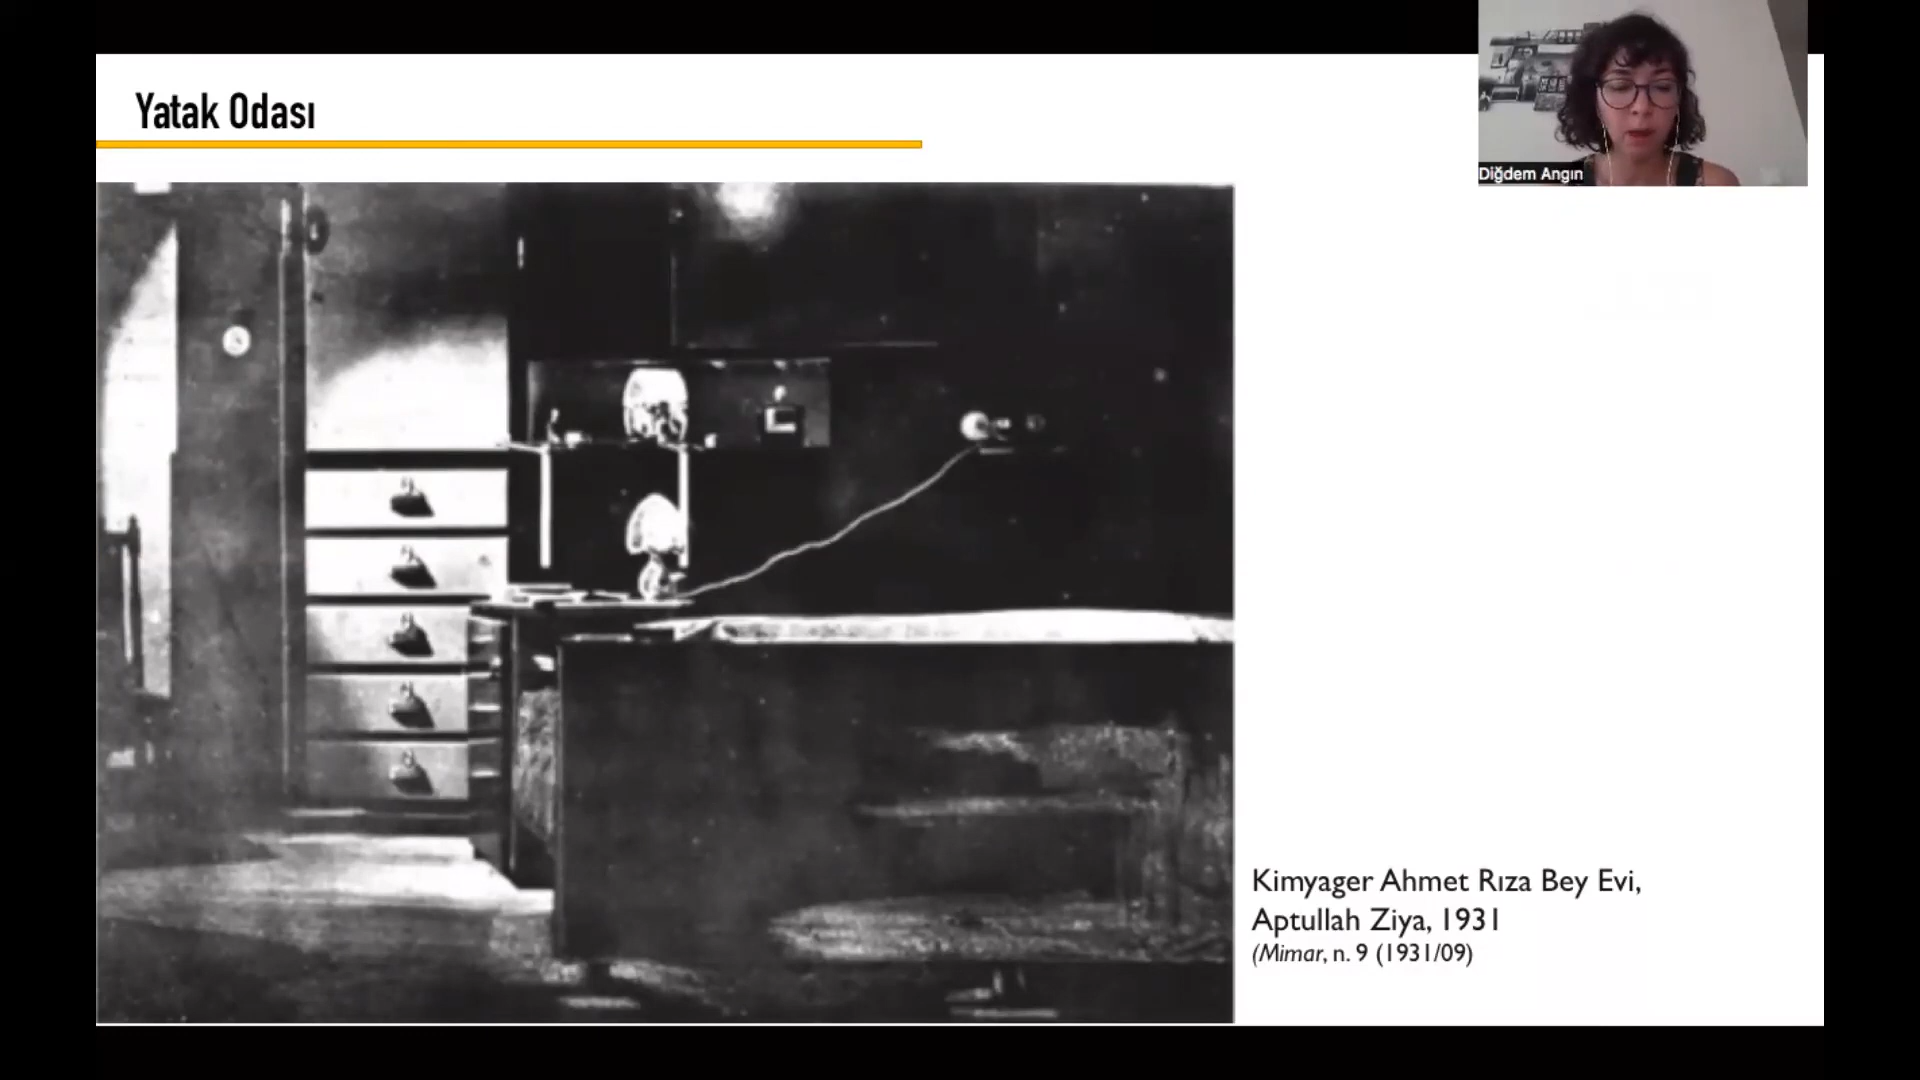 Yatak Odası
Diğdem Angın
Kimyager Ahmet Rıza Bey Evi,
Aptullah Ziya, 1931
(Mimar, n. 9 (1931/09)